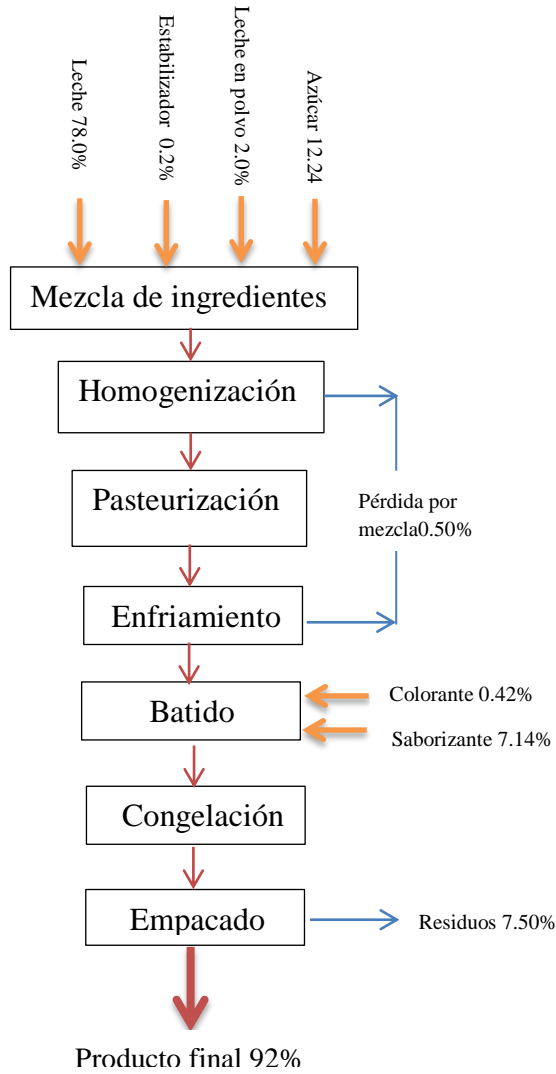 Leche 78.0%
Estabilizador 0.2%
Leche en polvo 2.0%
Azúcar 12.24
Mezcla de ingredientes
Homogenización
Pasteurización
Pérdida por
mezcla0.50%
Enfriamiento
Batido
Colorante 0.42%
Saborizante 7.14%
Congelación
Empacado
Residuos 7.50%
Producto final 92%